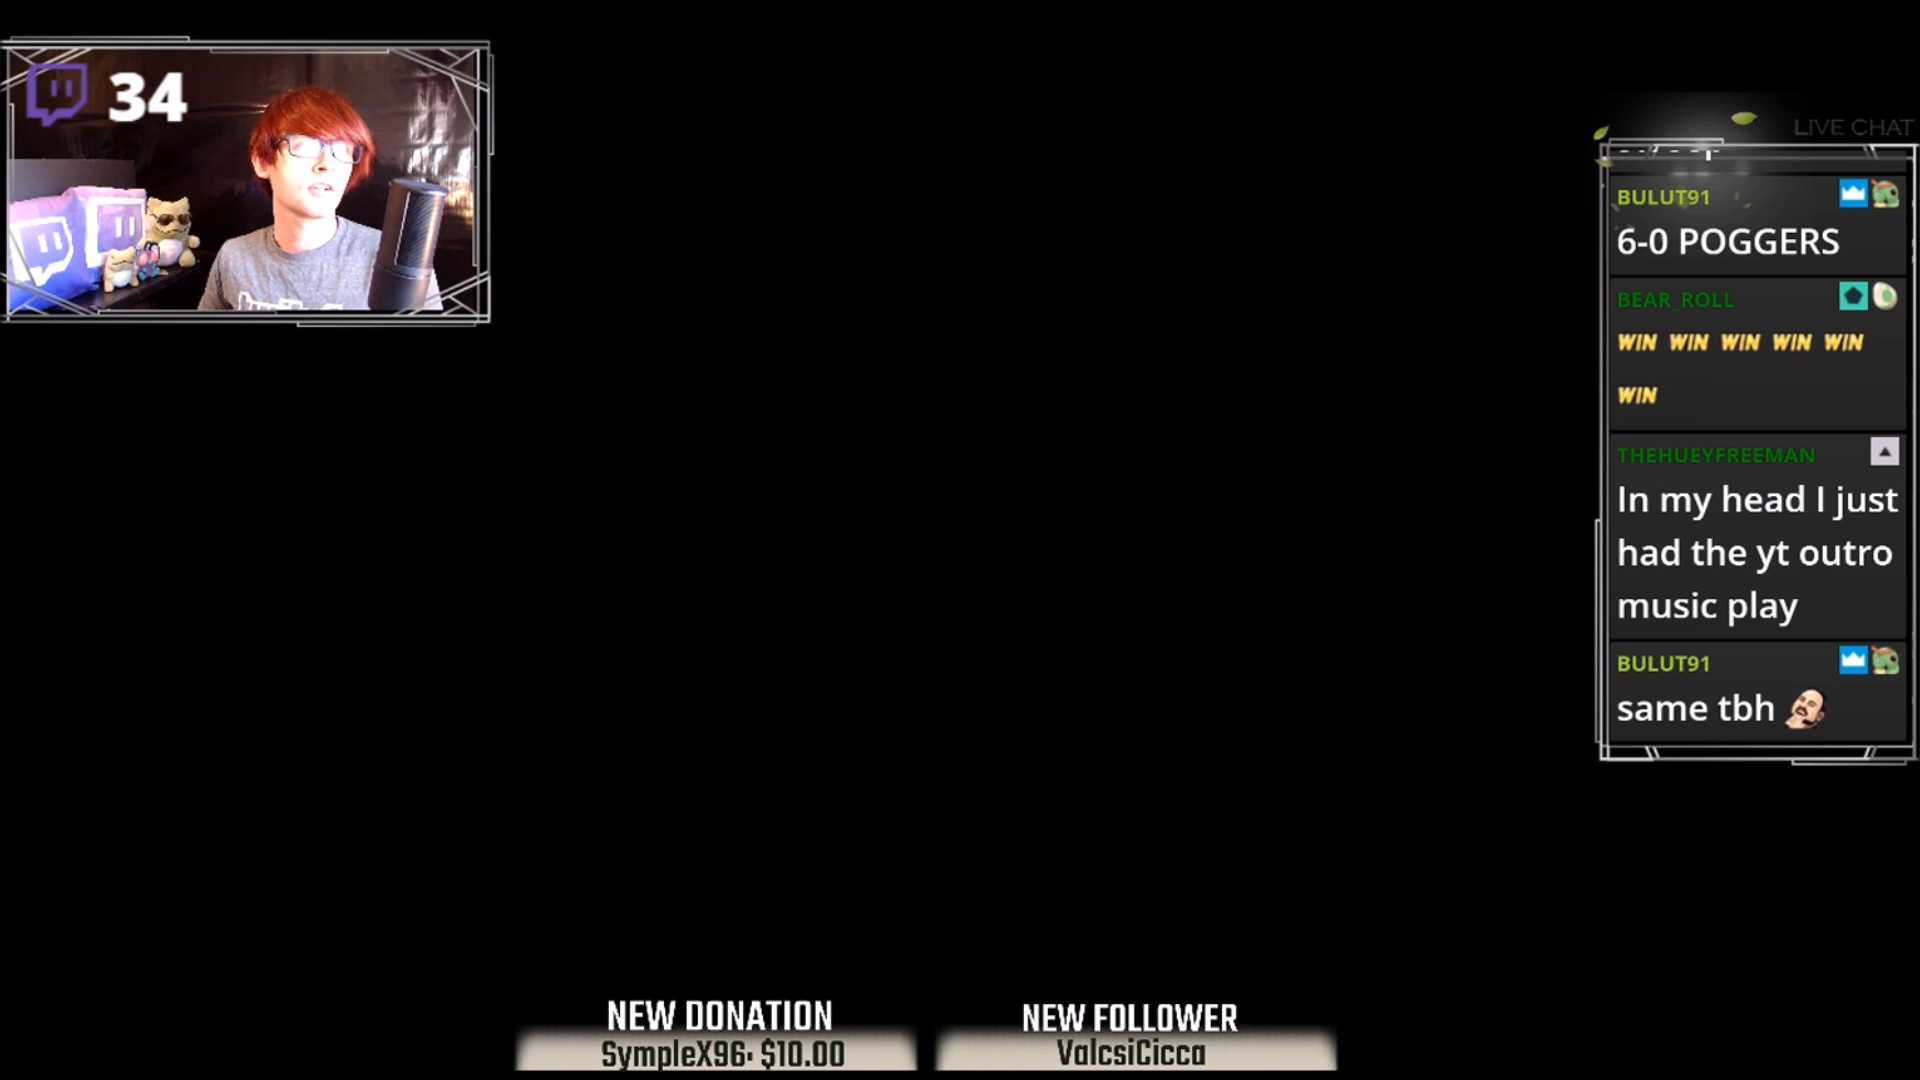 34
LIVE CHAT
BULUT91
6-0 POGGERS
BEAR_ROLL
WIN WIN WIN WIN WIN
WIN
THEHUEYFREEMAN
In my head I just
had the yt outro
music play
BULUT91
same tbh
NEW DONATION
SympleX96: $10.00
NEW FOLLOWER
ValcsiCicca